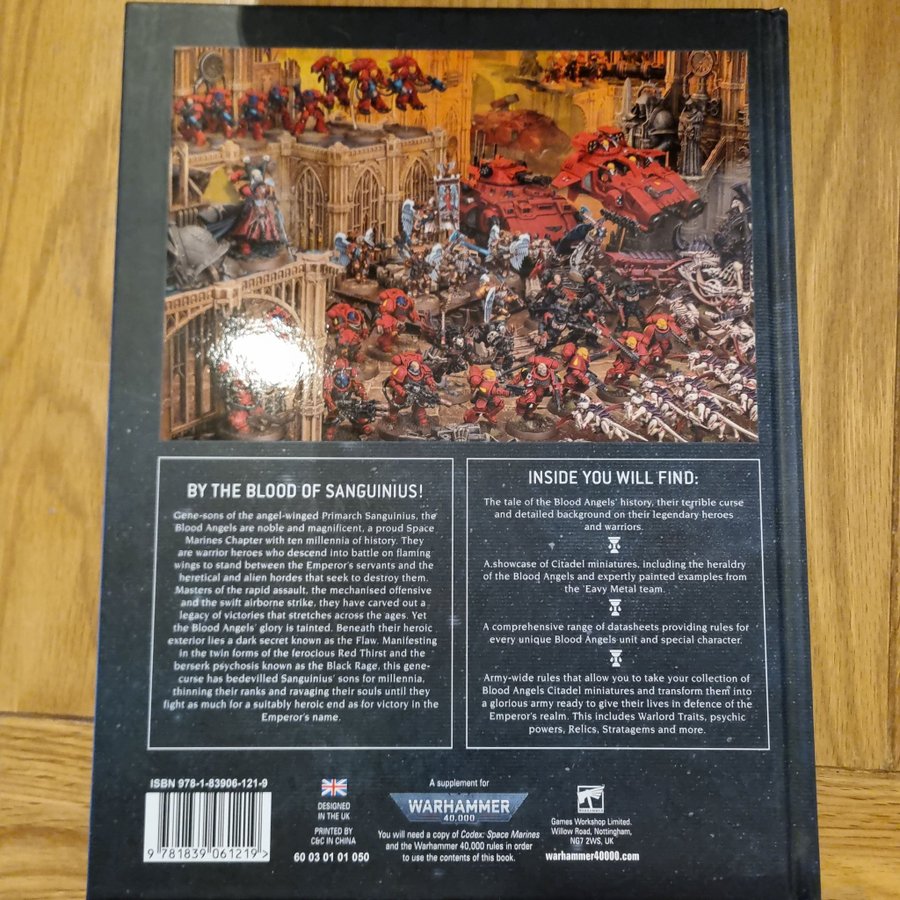 BY THE BLOOD OF SANGUINIUS!
Gene-sons of the angel-winged Primarch Sanguinius, the
Blood Angels are noble and magnificent, a proud Space
Marines Chapter with ten millennia of history. They
are warrior heroes who descend into battle on flaming
wings to stand between the Emperor's servants and the
heretical and alien hordes that seek to destroy them.
Masters of the rapid assault, the mechanised offensive
and the swift airborne strike, they have carved out a
legacy of victories that stretches across the ages. Yet
the Blood Angels' glory is tainted. Beneath their heroic
exterior lies a dark secret known as the Flaw. Manifesting
in the twin forms of the ferocious Red Thirst and the
berserk psychosis known as the Black Rage, this gene-
curse has bedevilled Sanguinius' sons for millennia,
thinning their ranks and ravaging their souls until they
fight as much for a suitably heroic end as for victory in the
Emperor's name.
INSIDE YOU WILL FIND:
The tale of the Blood Angels' history, their terrible curse
and detailed background on their legendary heroes
and warriors.
A showcase of Citadel miniatures, including the heraldry
of the Blood Angels and expertly painted examples from
the 'Eavy Metal team.
A comprehensive range of datasheets providing rules for
every unique Blood Angels unit and special character.
Army-wide rules that allow you to take your collection of
Blood Angels Citadel miniatures and transform them into
a glorious army ready to give their lives in defence of the
Emperor's realm. This includes Warlord Traits, psychic
powers, Relics, Stratagems and more.
ISBN 978-1-83906-121-9
9 781839 061219 >
DESIGNED
IN THE UK
PRINTED BY
C&C IN CHINA
60 03 01 01 050
A supplement for
WARHAMMER
40,000
You will need a copy of Codex: Space Marines
and the Warhammer 40,000 rules in order
to use the contents of this book.
Games Workshop Limited.
Willow Road, Nottingham,
NG7 2WS, UK
warhammer40000.com